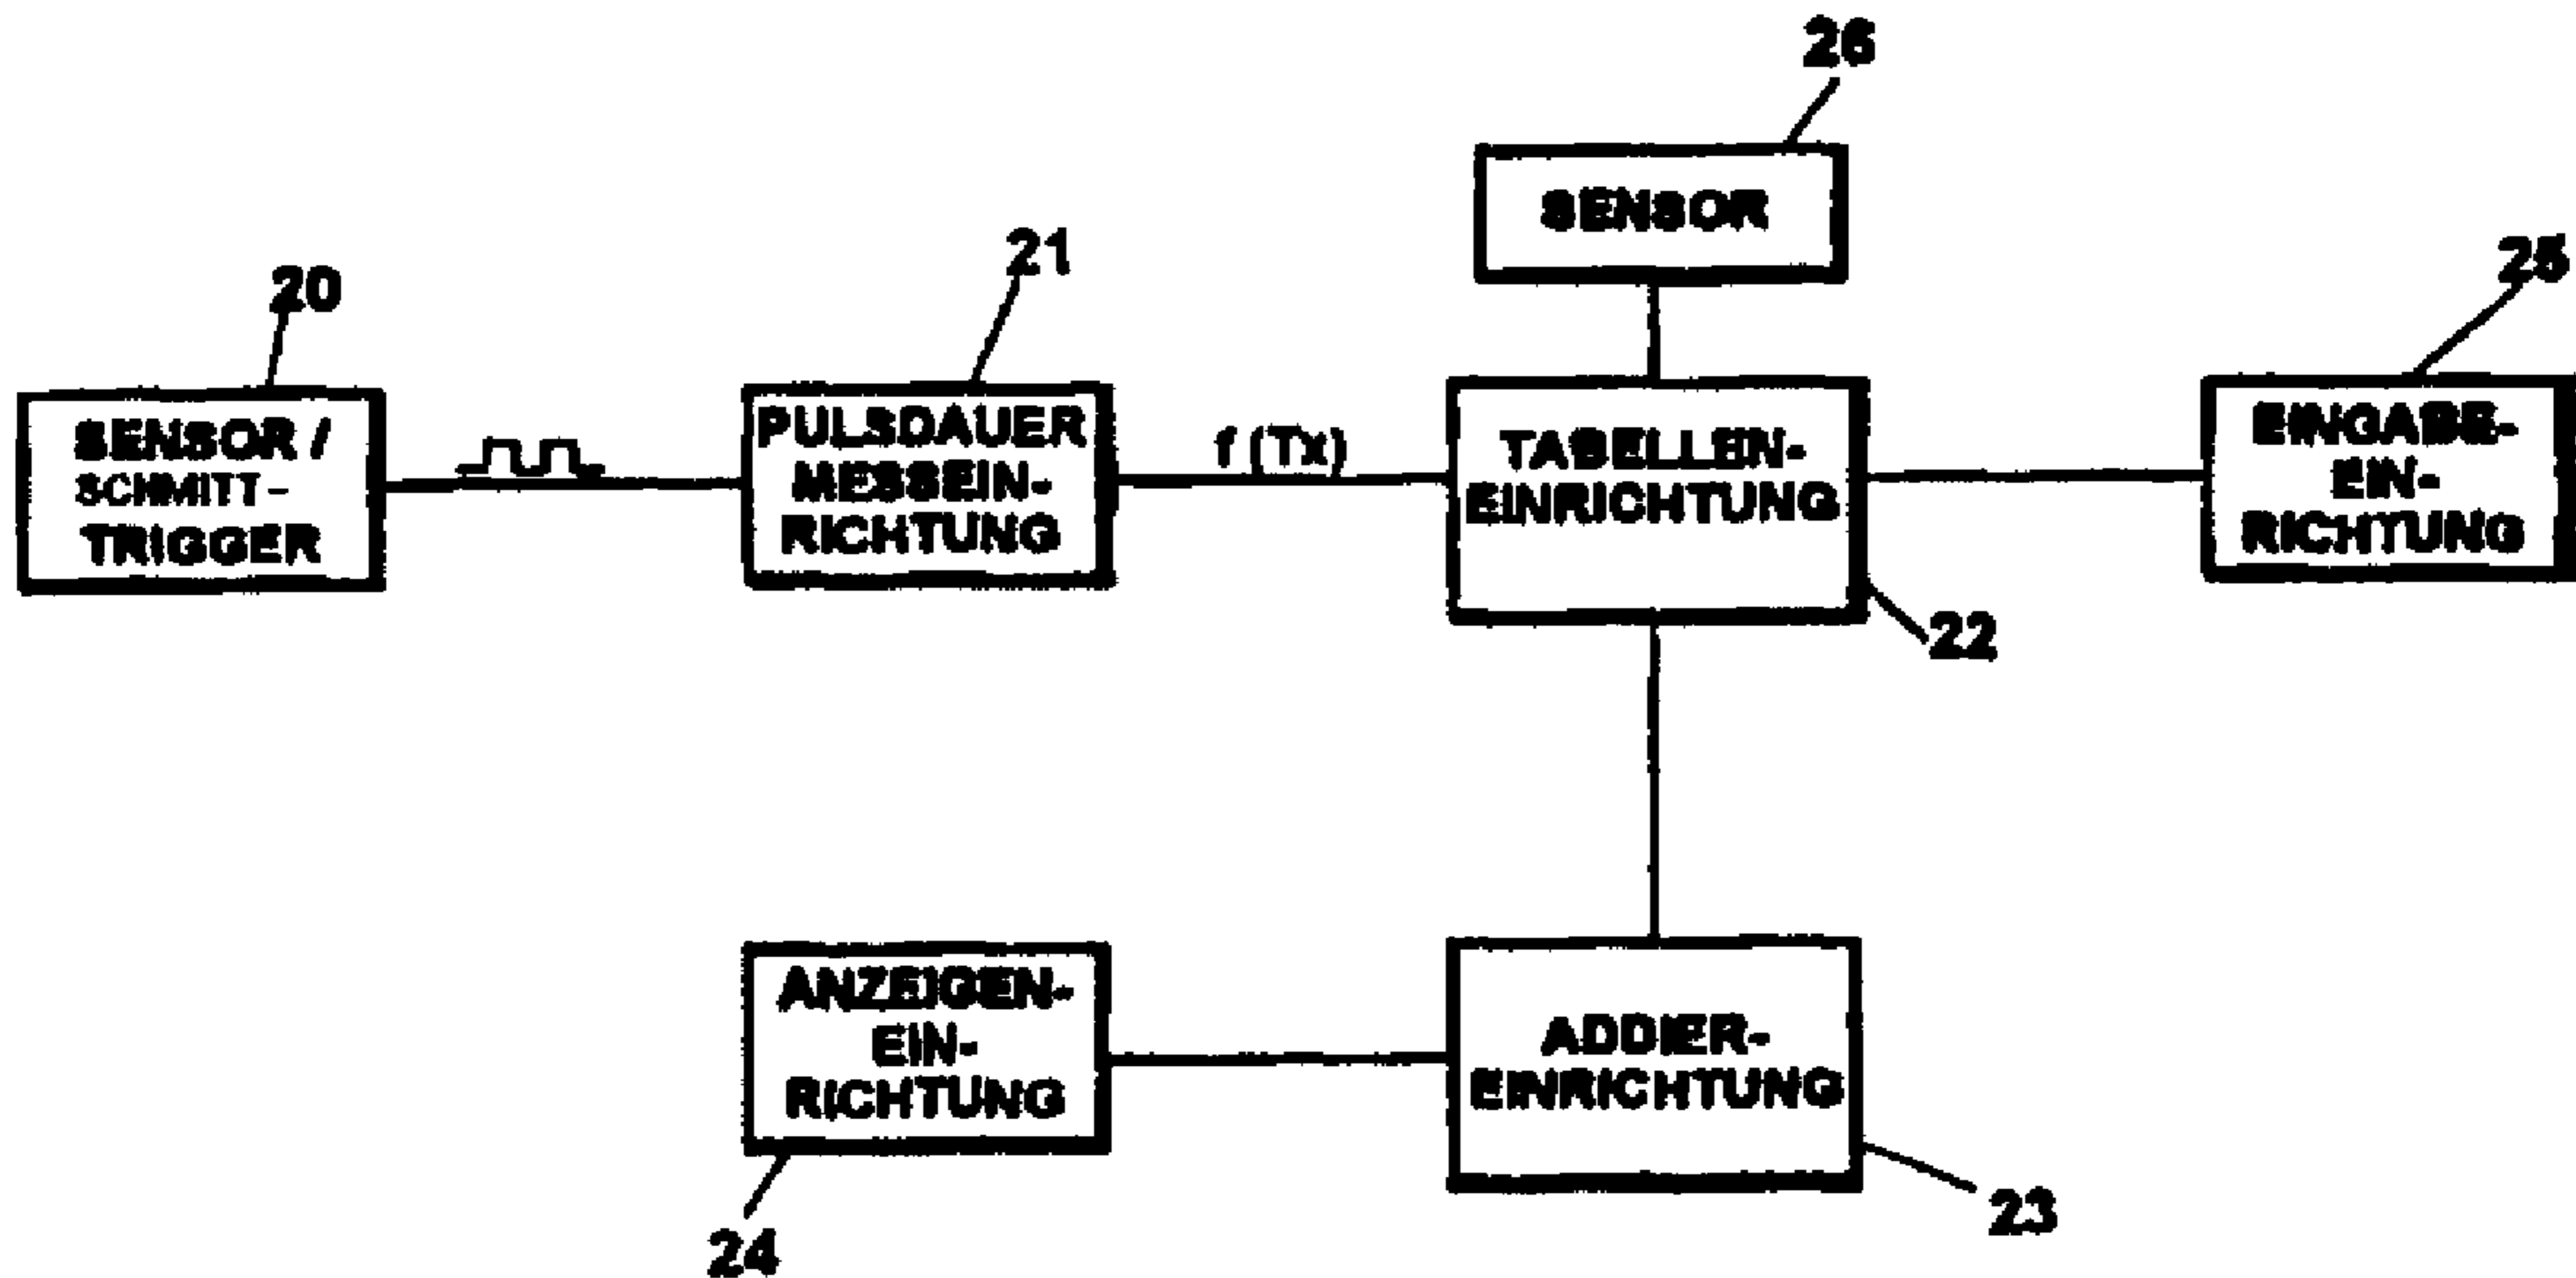 26
SENSOR
21
25
20
SENSOR /
SCHMITT-
TRIGGER
PULSDAUER
MESSEIN-
RICHTUNG
f (Tx)
TABELLEN-
EINRICHTUNG
EINGABE-
EIN-
RICHTUNG
22
ANZEIGEN-
EIN-
RICHTUNG
ADDIER-
EINRICHTUNG
23
24